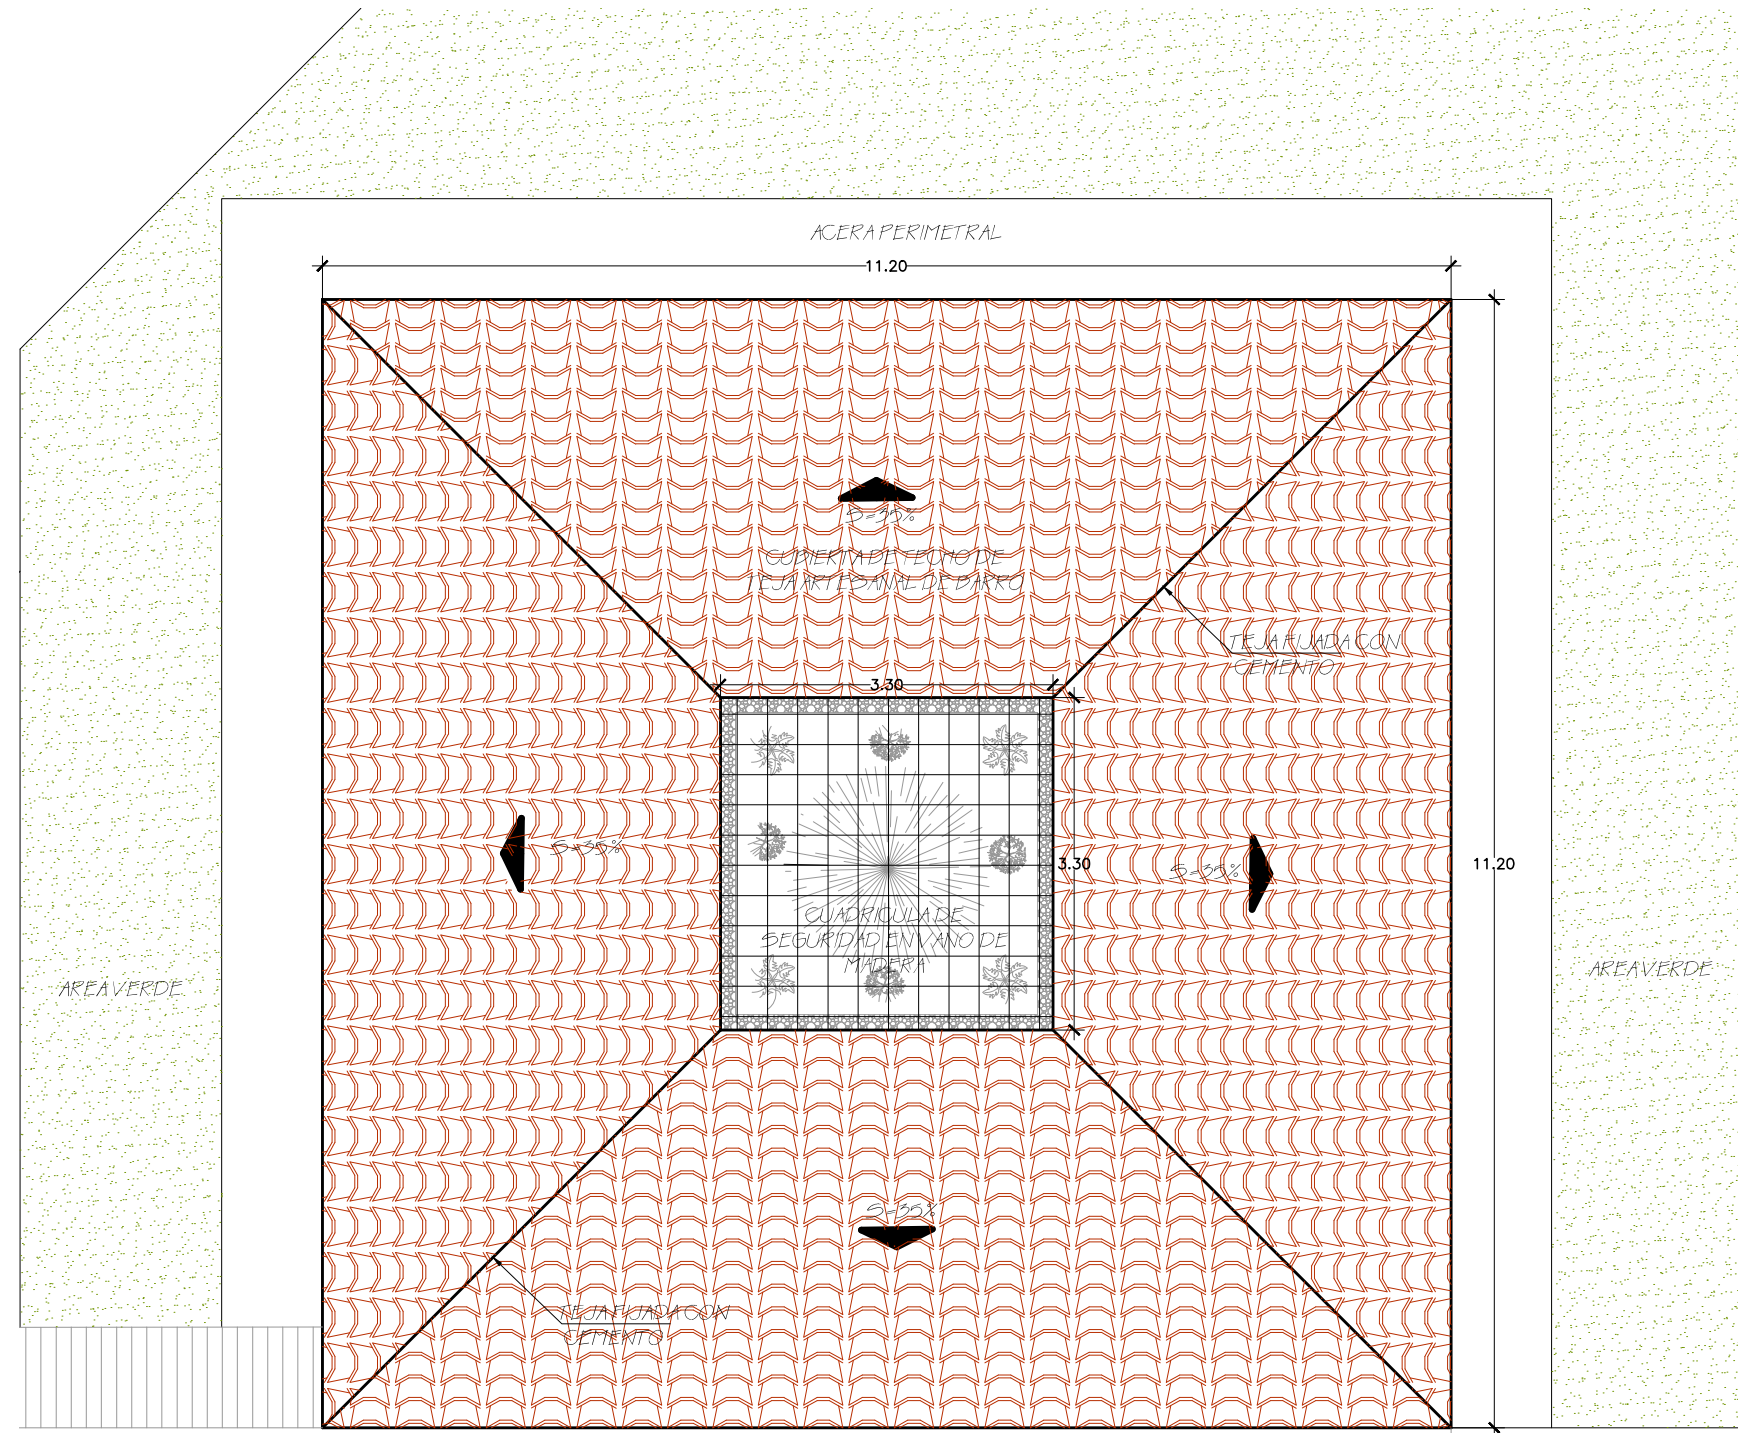 ACERA PERIMETRAL
11.20
S=35%
CUBIERTA DE TECHO DE
TEJA ARTESANAL DE BARRO
TEJA FIJADA CON
CEMENTO
3.30
S=35%
3.30
S=35%
11.20
CUADRICULA DE
SEGURIDAD EN VANO DE
MADERA
AREA VERDE
AREA VERDE
S=35%
TEJA FIJADA CON
CEMENTO